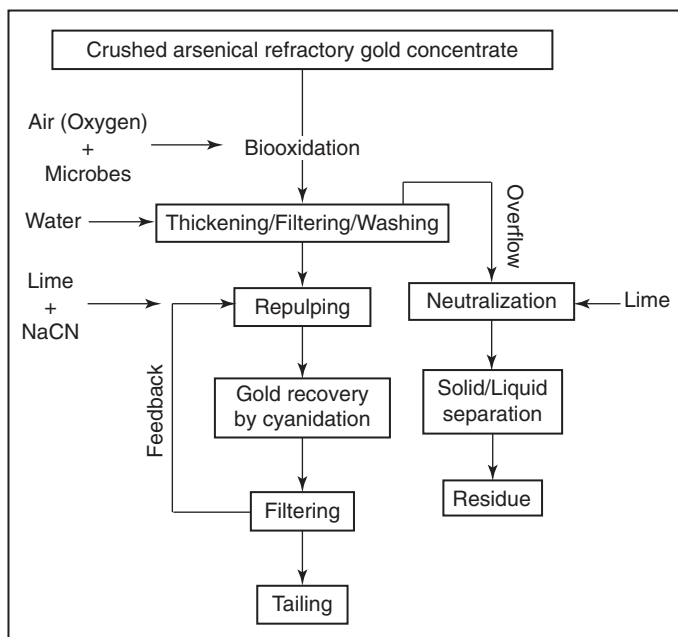 Crushed arsenical refractory gold concentrate
Air (Oxygen)
+
Microbes
Biooxidation
Water
Thickening/Filtering/Washing
Overflow
Lime
+
NaCN
Repulping
Neutralization
Lime
Feedback
Gold recovery
by cyanidation
Solid/Liquid
separation
Filtering
Residue
Tailing